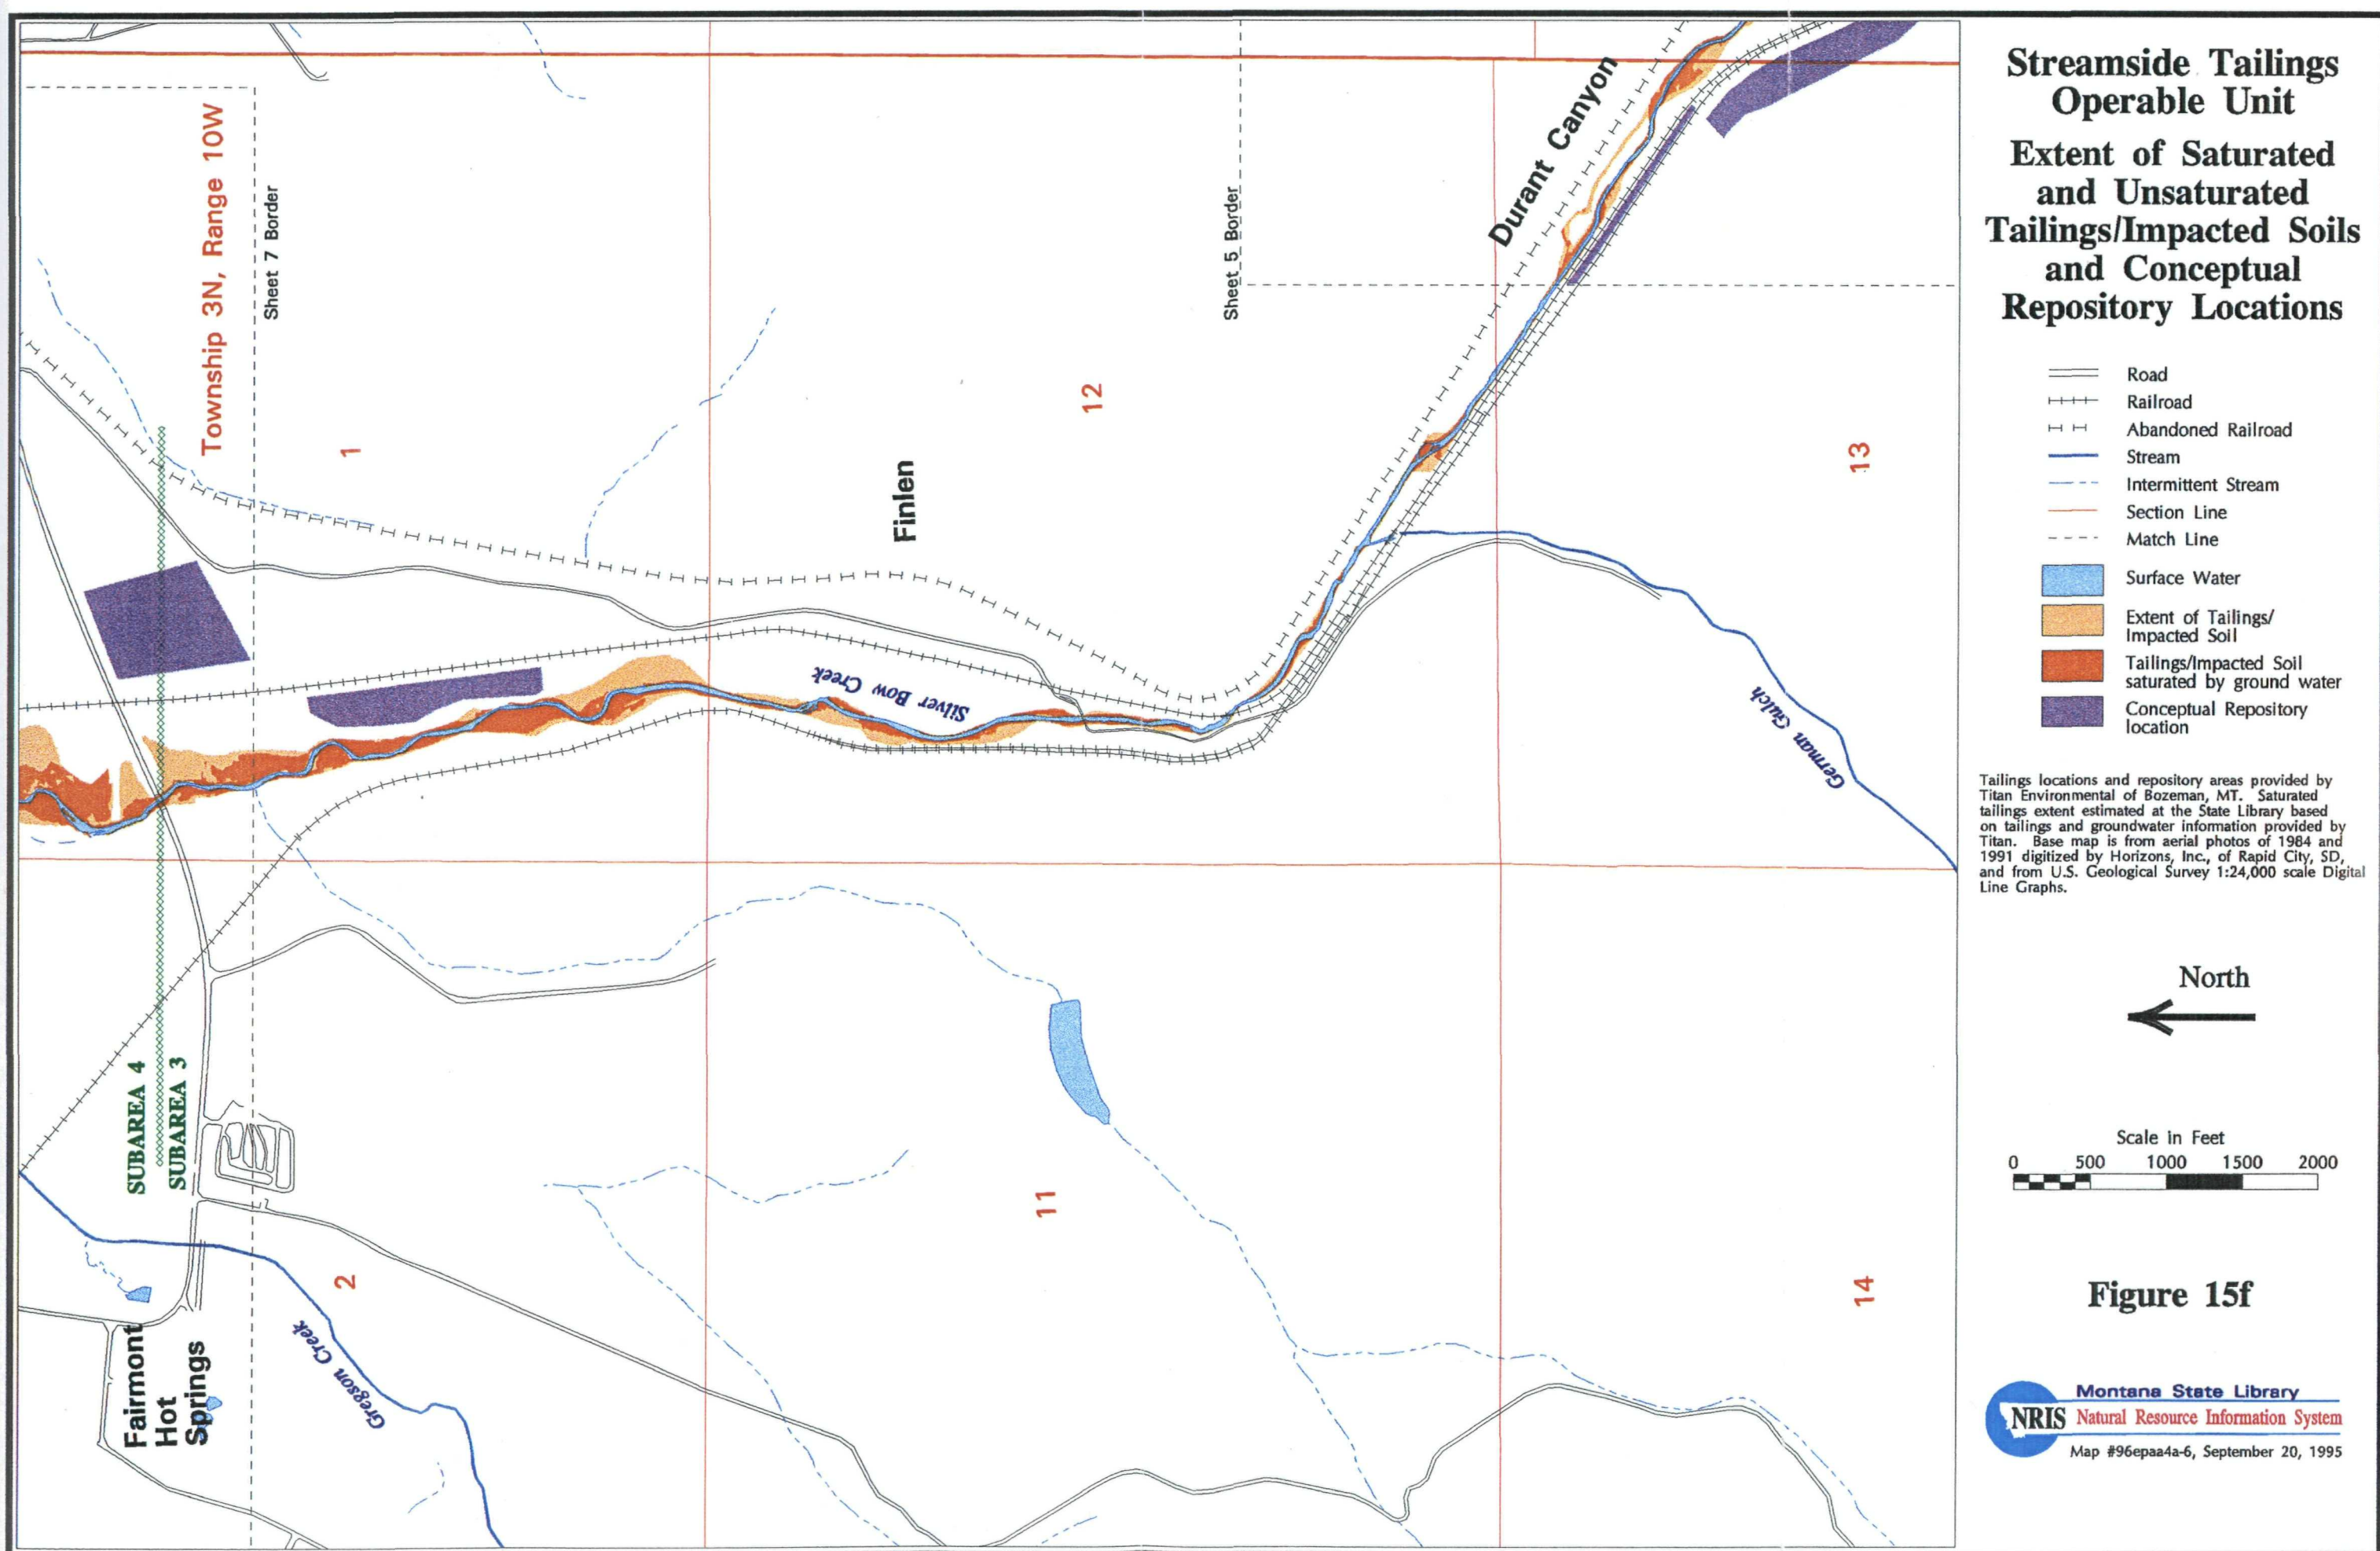 Streamside Tailings
Operable Unit
Extent of Saturated
and Unsaturated
Tailings/Impacted Soils
and Conceptual
Repository Locations
Road
Railroad
Abandoned Railroad
Stream
Intermittent Stream
Section Line
Match Line
Surface Water
Extent of Tailings/
Impacted Soil
Tailings/Impacted Soil
saturated by ground water
Conceptual Repository
location
Tailings locations and repository areas provided by
Titan Environmental of Bozeman, MT. Saturated
tailings extent estimated at the State Library based
on tailings and groundwater information provided by
Titan. Base map is from aerial photos of 1984 and
1991 digitized by Horizons, Inc., of Rapid City, SD,
and from U.S. Geological Survey 1:24,000 scale Digital
Line Graphs.
North
Scale in Feet
0 500 1000 1500 2000
Figure 15f
Montana State Library
NRIS Natural Resource Information System
Map #96epaa4a-6, September 20, 1995
Township 3N, Range 10W
Sheet 7 Border
Sheet 5 Border
Durant Canyon
1
12
13
Finlen
Silver Bow Creek
German Gulch
SUBAREA 4
SUBAREA 3
2
11
14
Gregson Creek
Fairmont
Hot
Springs